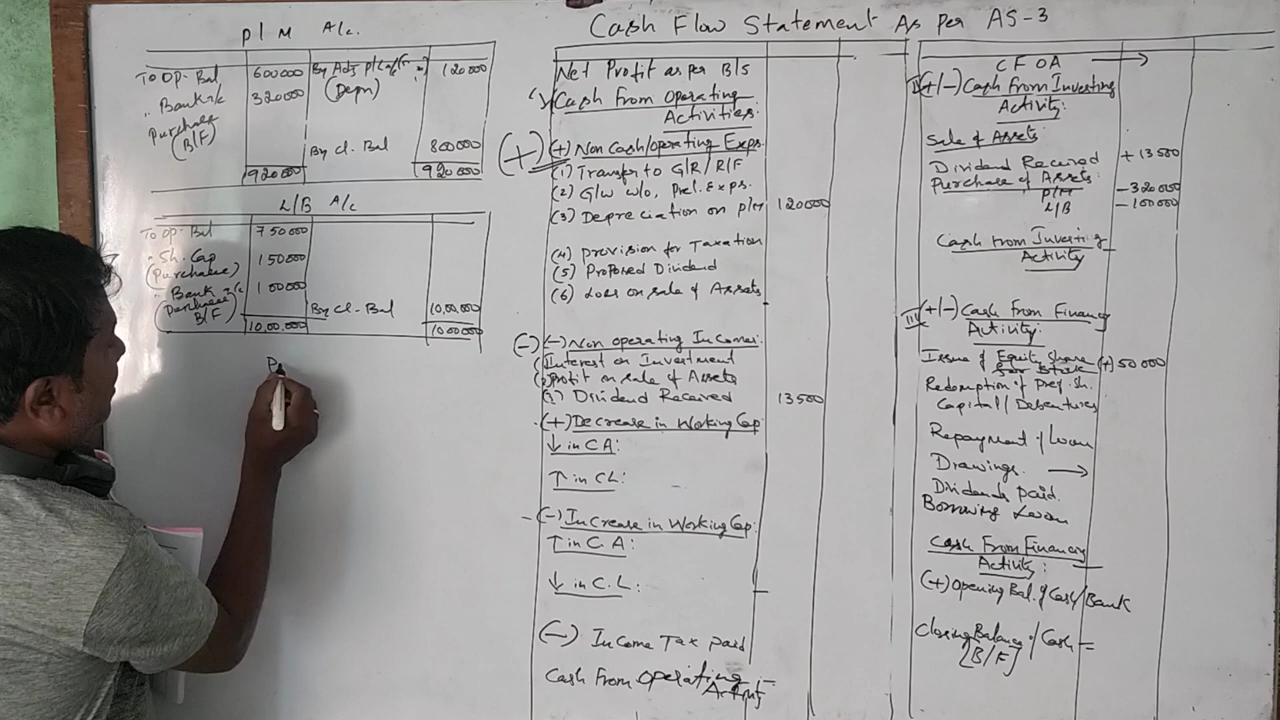 Cash Flow Statement As Per AS-3
P/M A/c.
To Op- Bal 600000 By Adj P/L a/c 120000
(Depn)
" Bank a/c 320000
Purchase
(B/F)
By Cl. Bal 800000
920000 920000
L/B A/c
To Op- Bal 750000
" Sh. Cap 150000
(Purchase)
" Bank a/c 100000
(Purchase
B/F)
By Cl- Bal 10,00,000
10,00,000 1000000
P
Net Profit as per B/S
Cash From Operating
Activities:
(+) (+) Non Cash/operating Exps.
(1) Transfer to G/R / R/F
(2) G/w w/o, Prel. Exps.
(3) Depreciation on P/M 120000
(4) Provision for Taxation
(5) Proposed Dividend
(6) Loss on sale of Assets
(-) (-) Non operating Incomes:
Interest on Investment
Profit on sale of Assets
Dividend Received 13500
(+) Decrease in Working Cap
↓ in CA:
↑ in CL:
- (-) Increase in Working Cap:
↑ in C.A:
↓ in C.L:
(-) Income Tax paid
Cash From operating
Activity
CFOA →
II (+/-) Cash From Investing
Activity:
Sale of Assets
Dividend Received + 13500
Purchase of Assets:
P/M - 320000
L/B - 100000
Cash from Investing
Activity
III (+/-) Cash From Financing
Activity:
Issue of Equity Share (+) 50000
Redemption of Pref. Sh.
Capital / Debentures
Repayment of Loan
Drawings. →
Dividends paid.
Borrowing Loan
Cash From Financing
Activity:
(+) Opening Bal. of Cash/Bank
Closing Balance of Cash =
[B/F]